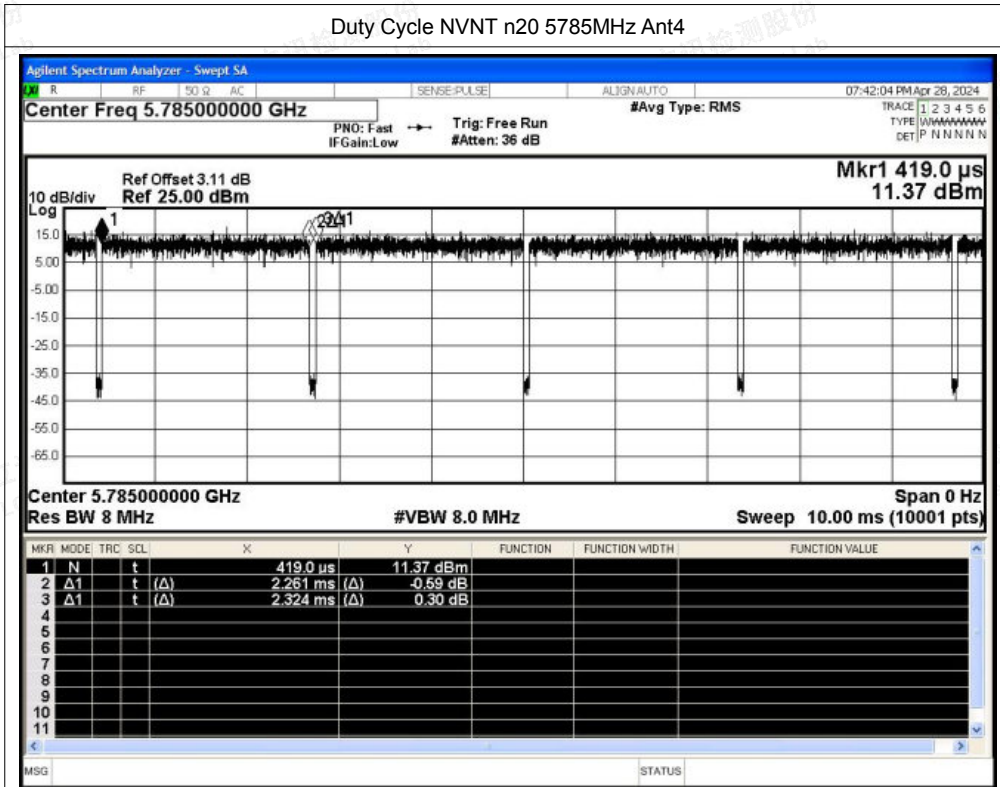 Duty Cycle NVNT n20 5785MHz Ant4
Agilent Spectrum Analyzer - Swept SA
R RF 50 Ω AC SENSE:PULSE ALIGN AUTO 07:42:04 PM Apr 28, 2024
Center Freq 5.785000000 GHz #Avg Type: RMS TRACE 1 2 3 4 5 6
PNO: Fast Trig: Free Run TYPE
IFGain:Low #Atten: 36 dB DET P N N N N N
Mkr1 419.0 µs
Ref Offset 3.11 dB
10 dB/div Ref 25.00 dBm 11.37 dBm
Log
1
15.0
5.00
-5.00
-15.0
-25.0
-35.0
-45.0
-55.0
-65.0
Center 5.785000000 GHz Span 0 Hz
Res BW 8 MHz #VBW 8.0 MHz Sweep 10.00 ms (10001 pts)
MKR MODE TRC SCL X Y FUNCTION FUNCTION WIDTH FUNCTION VALUE
1 N t 419.0 µs 11.37 dBm
2 Δ1 t (Δ) 2.261 ms (Δ) -0.59 dB
3 Δ1 t (Δ) 2.324 ms (Δ) 0.30 dB
4
5
6
7
8
9
10
11
MSG STATUS